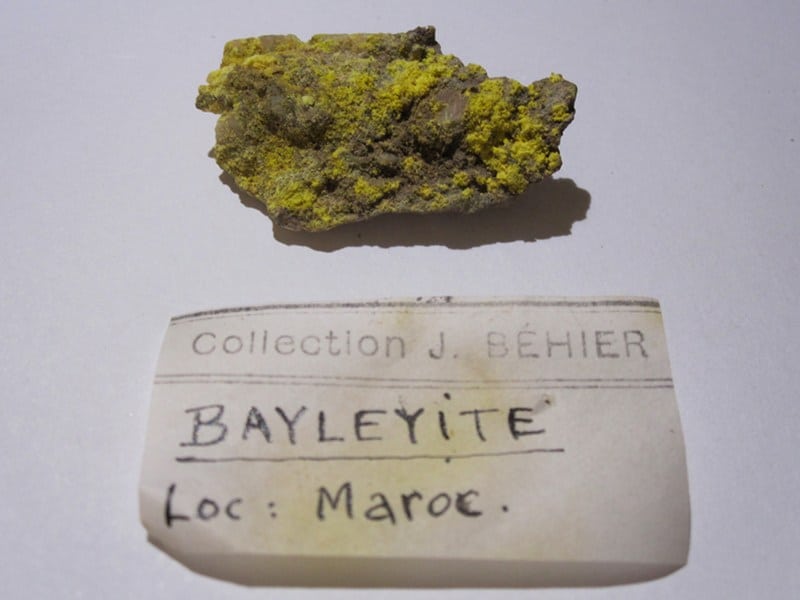 Collection J. BÉHIER
BAYLEYiTE
Loc : Maroc.